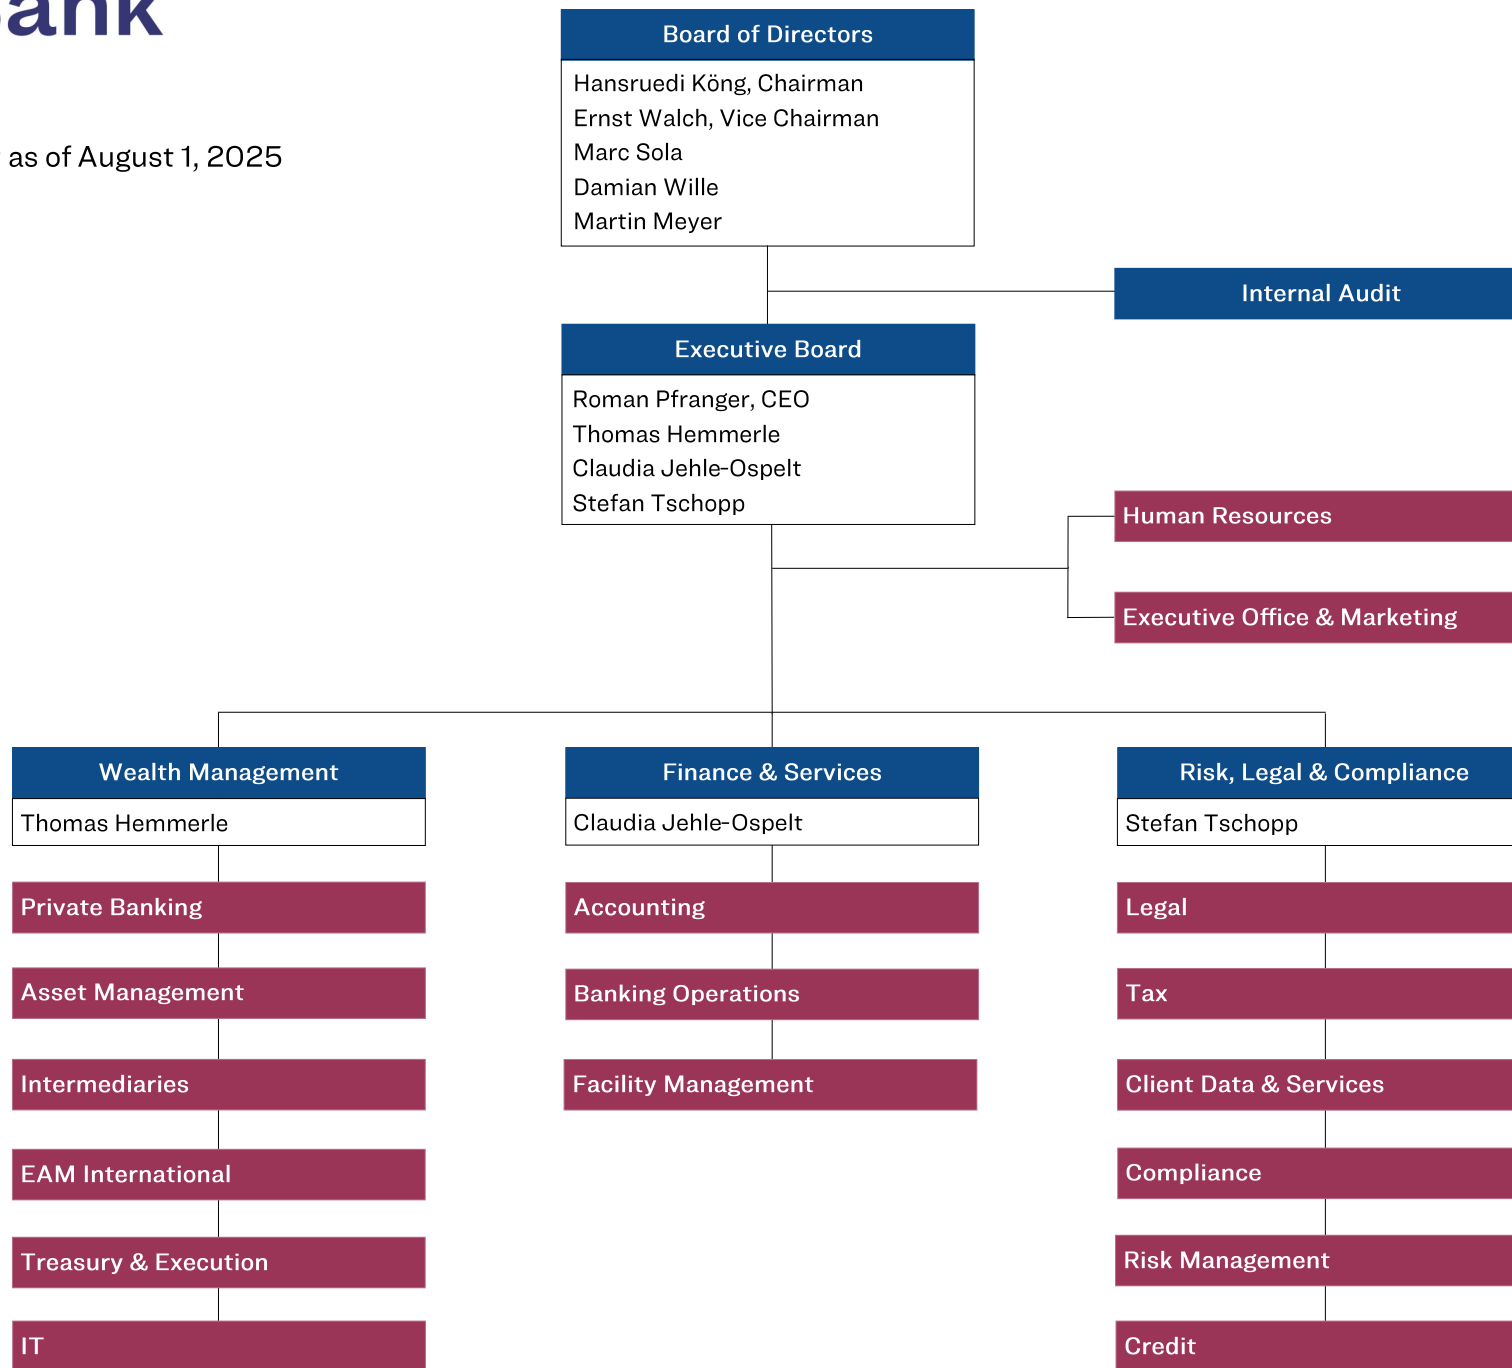 Board of Directors
Hansruedi Köng, Chairman
Ernst Walch, Vice Chairman
Marc Sola
Damian Wille
Martin Meyer
as of August 1, 2025
Internal Audit
Executive Board
Roman Pfranger, CEO
Thomas Hemmerle
Claudia Jehle-Ospelt
Stefan Tschopp
Human Resources
Executive Office & Marketing
Wealth Management
Thomas Hemmerle
Private Banking
Asset Management
Intermediaries
EAM International
Treasury & Execution
IT
Finance & Services
Claudia Jehle-Ospelt
Accounting
Banking Operations
Facility Management
Risk, Legal & Compliance
Stefan Tschopp
Legal
Tax
Client Data & Services
Compliance
Risk Management
Credit